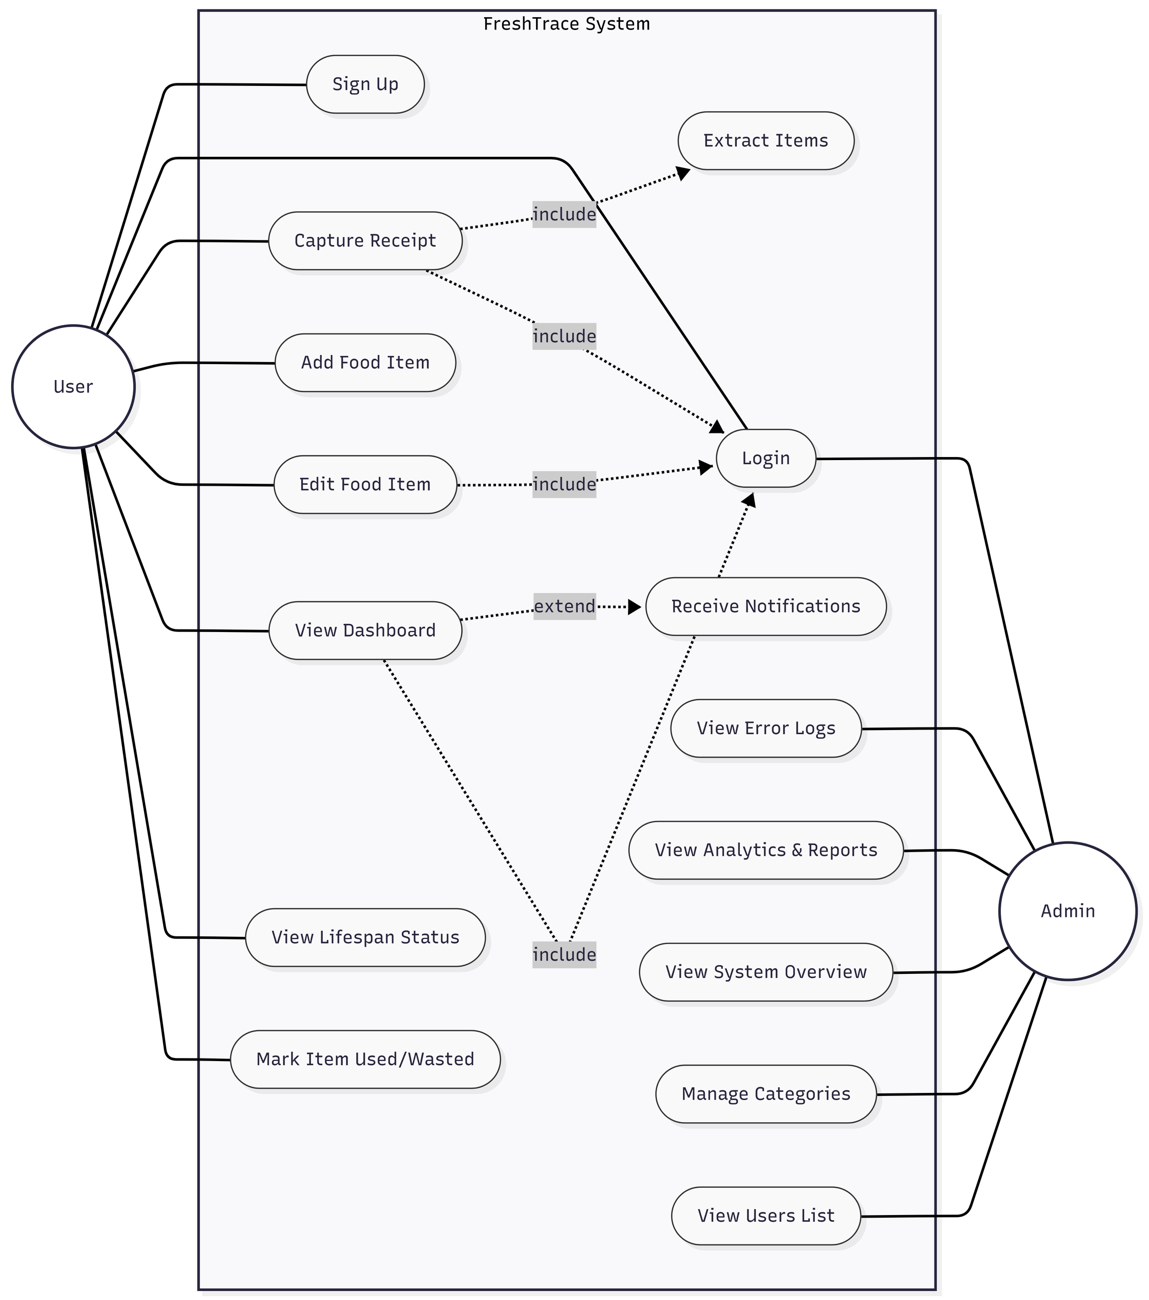 FreshTrace System
Sign Up
Extract Items
include
Capture Receipt
include
Add Food Item
User
Login
Edit Food Item
include
extend
Receive Notifications
View Dashboard
View Error Logs
View Analytics & Reports
Admin
View Lifespan Status
include
View System Overview
Mark Item Used/Wasted
Manage Categories
View Users List